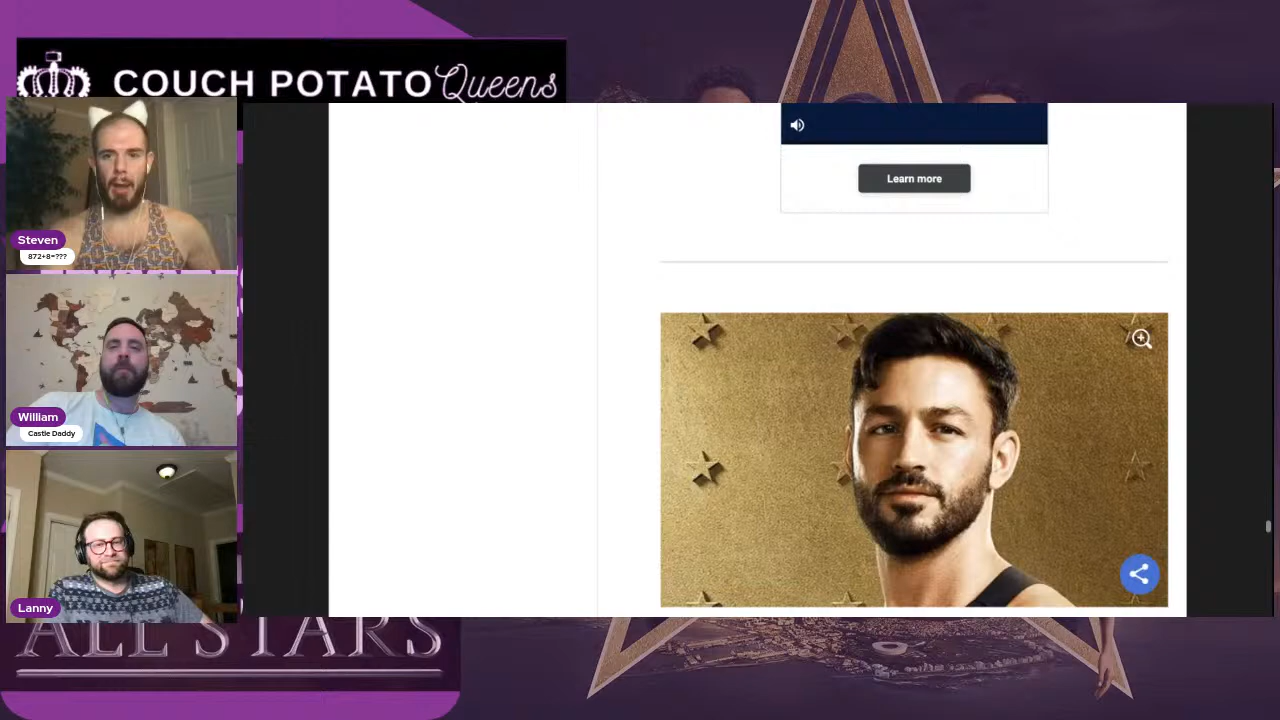 COUCH POTATO Queens
Learn more
Steven
872+8=???
William
Castle Daddy
Lanny
ALL STARS